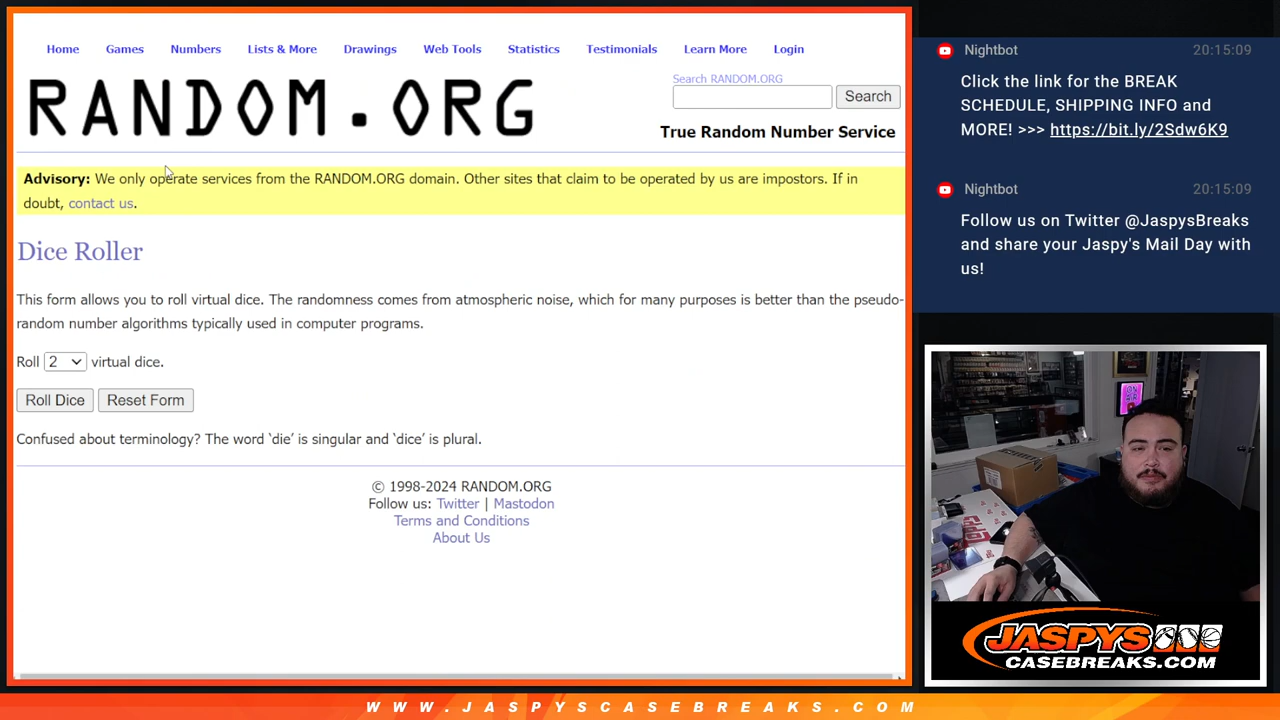 Home Games Numbers Lists & More Drawings Web Tools Statistics Testimonials Learn More Login
RANDOM.ORG
Search RANDOM.ORG
Search
True Random Number Service
Advisory: We only operate services from the RANDOM.ORG domain. Other sites that claim to be operated by us are impostors. If in
doubt, contact us.
Dice Roller
This form allows you to roll virtual dice. The randomness comes from atmospheric noise, which for many purposes is better than the pseudo-
random number algorithms typically used in computer programs.
Roll 2 virtual dice.
Roll Dice Reset Form
Confused about terminology? The word ‘die’ is singular and ‘dice’ is plural.
© 1998-2024 RANDOM.ORG
Follow us: Twitter | Mastodon
Terms and Conditions
About Us
Nightbot 20:15:09
Click the link for the BREAK
SCHEDULE, SHIPPING INFO and
MORE! >>> https://bit.ly/2Sdw6K9
Nightbot 20:15:09
Follow us on Twitter @JaspysBreaks
and share your Jaspy's Mail Day with
us!
JASPYS
CASEBREAKS.COM
WWW.JASPYSCASEBREAKS.COM